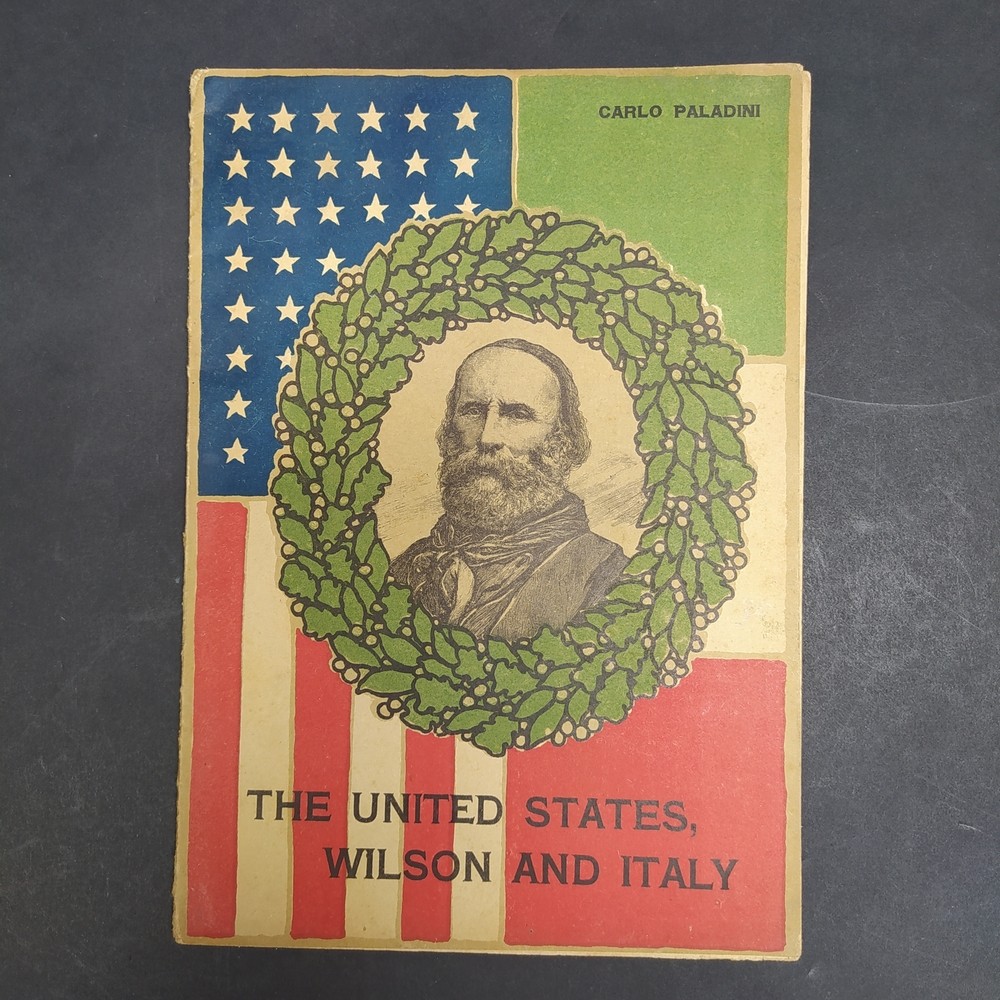 CARLO PALADINI
THE UNITED STATES,
WILSON AND ITALY